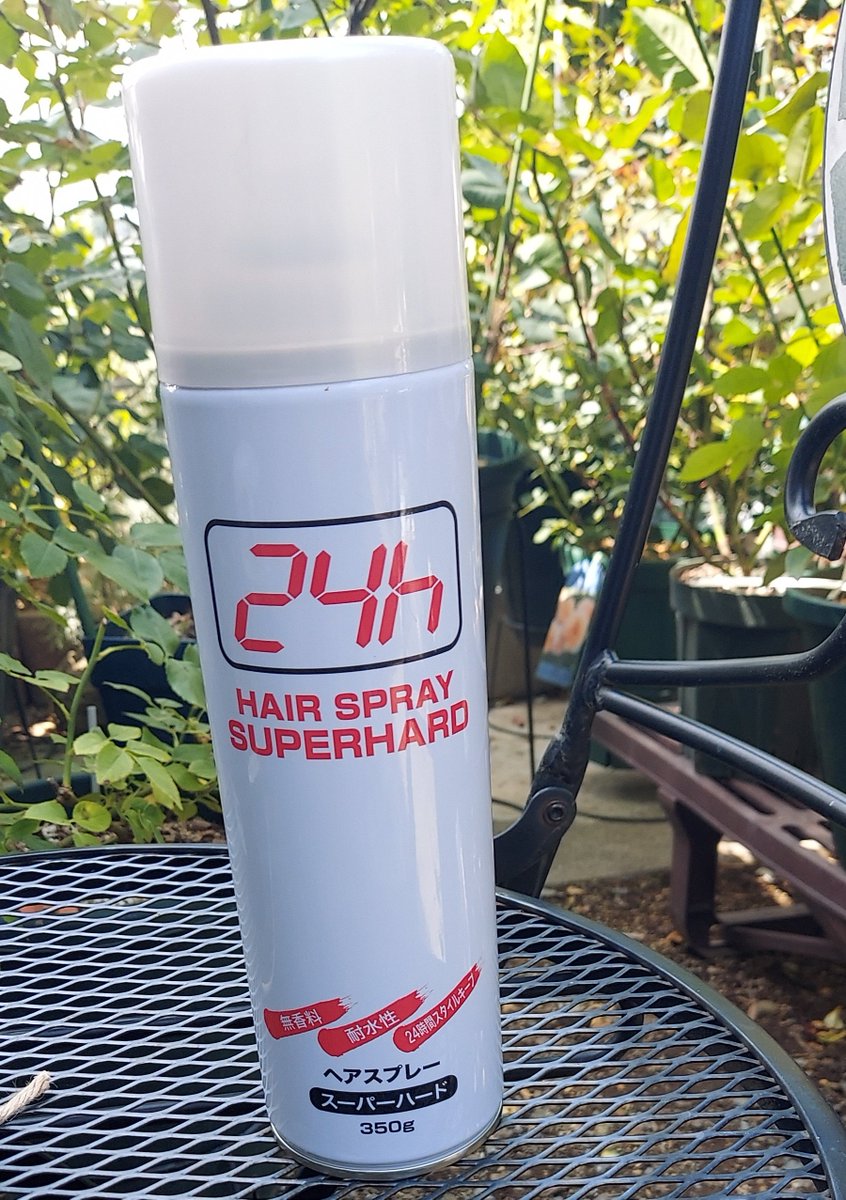 24h
HAIR SPRAY
SUPERHARD
無香料
耐水性
24時間スタイルキープ
ヘアスプレー
スーパーハード
350g